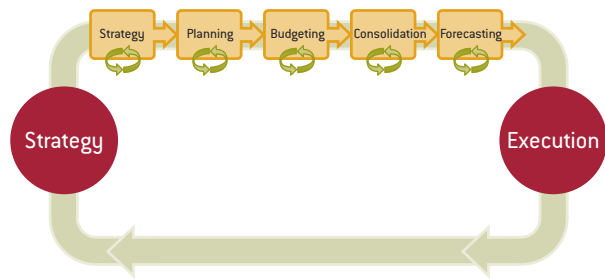 Strategy
Planning
Budgeting
Consolidation
Forecasting
Strategy
Execution